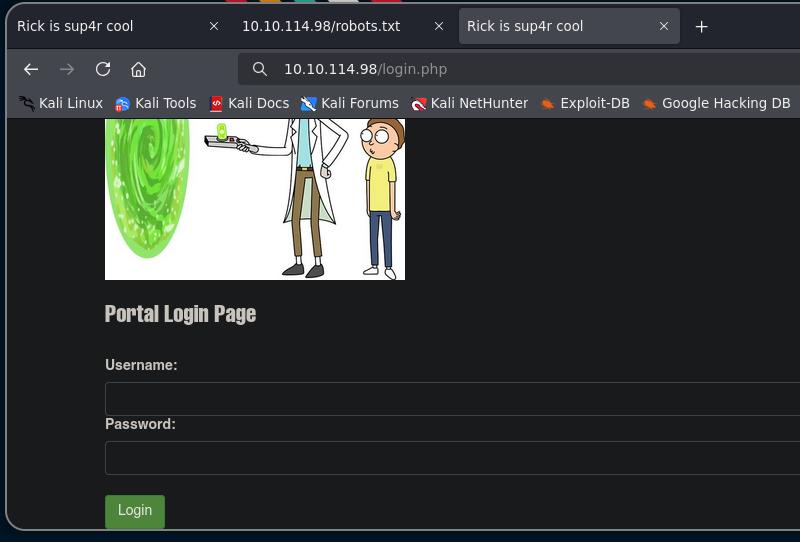 Rick is sup4r cool 10.10.114.98/robots.txt Rick is sup4r cool
10.10.114.98/login.php
Kali Linux Kali Tools Kali Docs Kali Forums Kali NetHunter Exploit-DB Google Hacking DB
Portal Login Page
Username:
Password:
Login